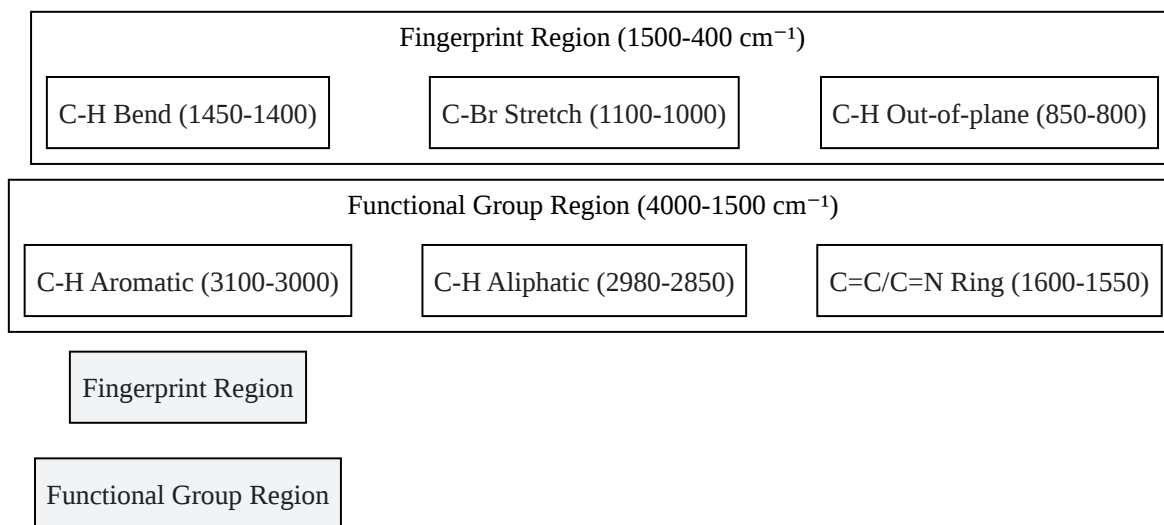 Fingerprint Region (1500-400 cm⁻¹)
C-H Bend (1450-1400)
C-Br Stretch (1100-1000)
C-H Out-of-plane (850-800)
Functional Group Region (4000-1500 cm⁻¹)
C-H Aromatic (3100-3000)
C-H Aliphatic (2980-2850)
C=C/C=N Ring (1600-1550)
Fingerprint Region
Functional Group Region